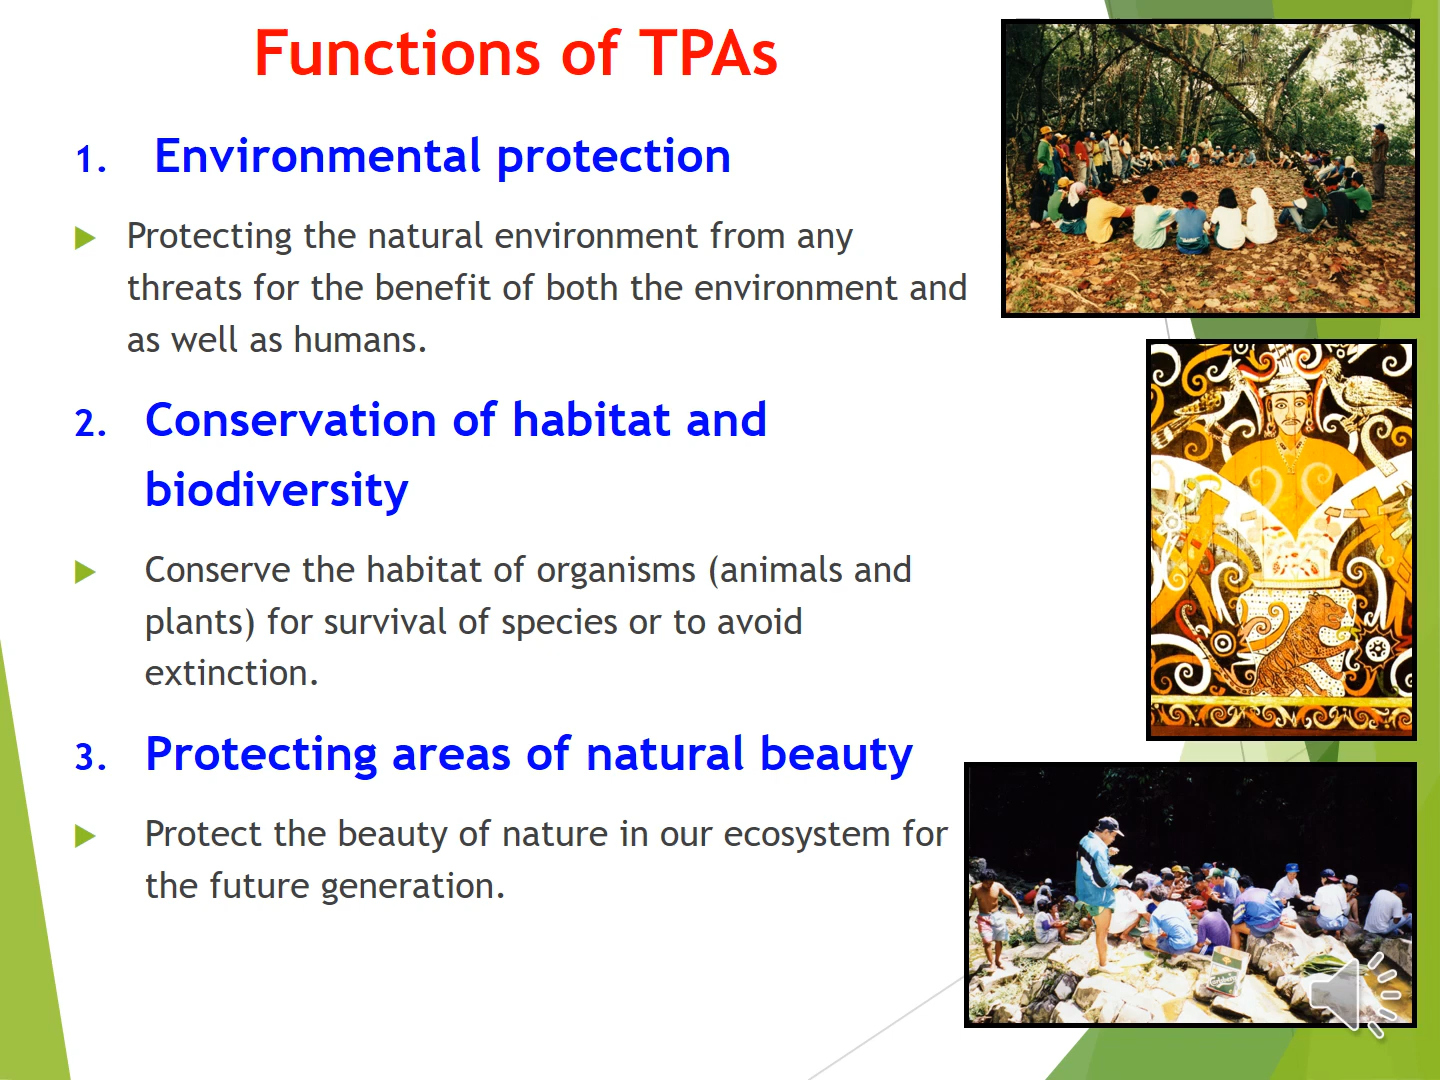 Functions of TPAs
1. Environmental protection
Protecting the natural environment from any
threats for the benefit of both the environment and
as well as humans.
2. Conservation of habitat and
biodiversity
Conserve the habitat of organisms (animals and
plants) for survival of species or to avoid
extinction.
3. Protecting areas of natural beauty
Protect the beauty of nature in our ecosystem for
the future generation.